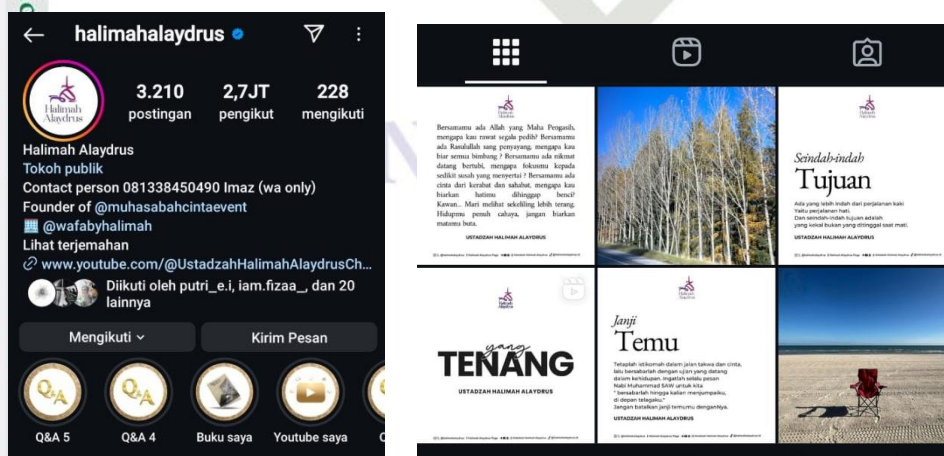 halimahalaydrus
Halimah
Alaydrus
3.210
2,7JT
228
postingan
pengikut
mengikuti
Halimah Alaydrus
Tokoh publik
Contact person 081338450490 Imaz (wa only)
Founder of @muhasabahcintaevent
@wafabyhalimah
Lihat terjemahan
www.youtube.com/@UstadzahHalimahAlaydrusCh...
Diikuti oleh putri_e.i, iam.fizaa_, dan 20
lainnya
Mengikuti
Kirim Pesan
Q&A
Q&A
Q&A 5
Q&A 4
Buku saya
Youtube saya
Bersamamu ada Allah yang Maha Pengasih,
mengapa kau rawat segala pedih? Bersamamu
ada Rasulallah sang penyayang, mengapa kau
biar semua bimbang ? Bersamamu ada nikmat
datang bertubi, mengapa fokusmu kepada
sedikit susah yang menyertai ? Bersamamu ada
cinta dari kerabat dan sahabat, mengapa kau
biarkan hatimu dihinggap benci?
Kawan... Mari melihat sekeliling lebih terang.
Hidupmu penuh cahaya, jangan biarkan
matamu buta.
USTADZAH HALIMAH ALAYDRUS
Seindah-indah
Tujuan
Ada yang lebih indah dari perjalanan kaki
Yaitu perjalanan hati.
Dan seindah-indah tujuan adalah
yang kekal bukan yang ditinggal saat mati.
USTADZAH HALIMAH ALAYDRUS
yang
TENANG
USTADZAH HALIMAH ALAYDRUS
Janji
Temu
Tetaplah istikomah dalam jalan takwa dan cinta,
lalu bersabarlah dengan ujian yang datang
dalam kehidupan. Ingatlah selalu pesan
Nabi Muhammad SAW untuk kita
" bersabarlah hingga kalian menjumpaiku,
di depan telagaku."
Jangan batalkan janji temumu dengannya.
USTADZAH HALIMAH ALAYDRUS